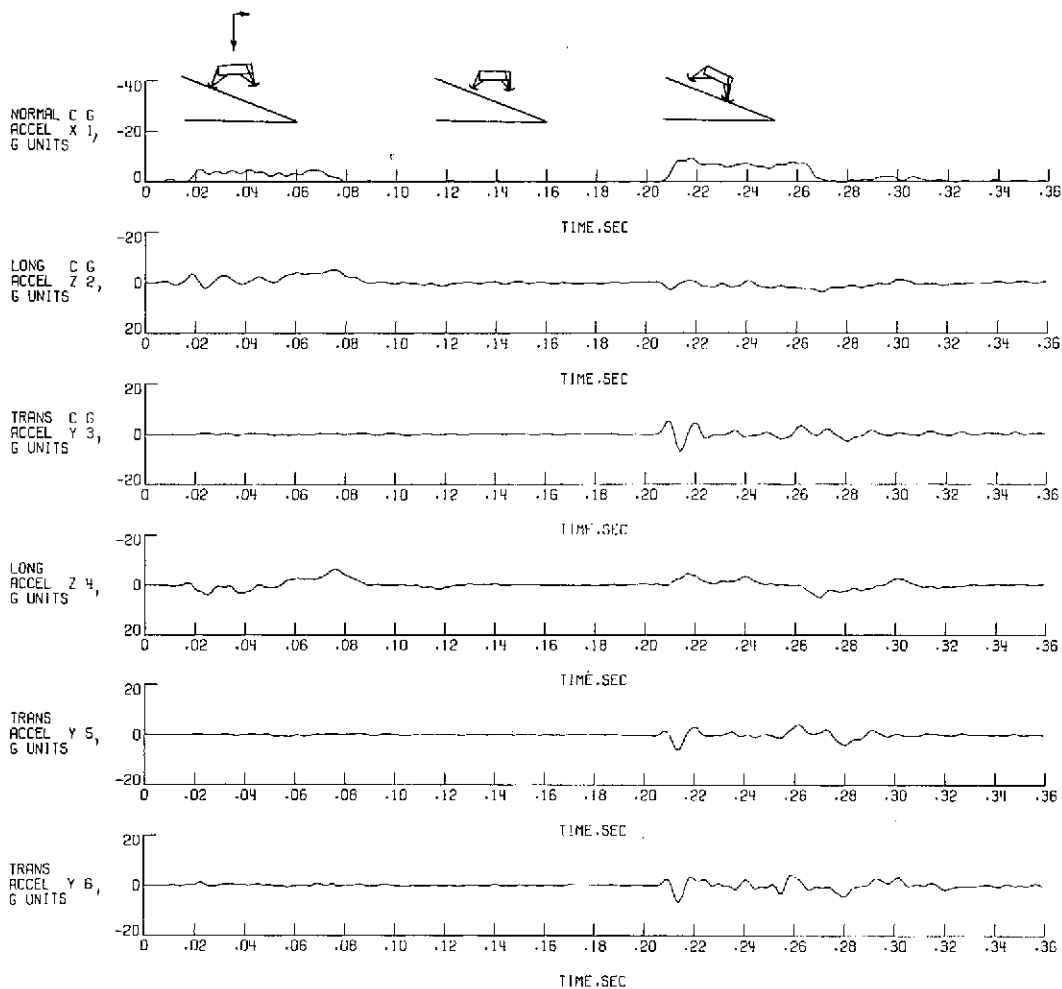 NORMAL C G
ACCEL X 1,
G UNITS
-40
-20
0
0 .02 .04 .06 .08 .10 .12 .14 .16 .18 .20 .22 .24 .26 .28 .30 .32 .34 .36
TIME.SEC
LONG C G
ACCEL Z 2,
G UNITS
-20
0
20
0 .02 .04 .06 .08 .10 .12 .14 .16 .18 .20 .22 .24 .26 .28 .30 .32 .34 .36
TIME.SEC
TRANS C G
ACCEL Y 3,
G UNITS
20
0
-20
0 .02 .04 .06 .08 .10 .12 .14 .16 .18 .20 .22 .24 .26 .28 .30 .32 .34 .36
TIME.SEC
LONG
ACCEL Z 4,
G UNITS
-20
0
20
0 .02 .04 .06 .08 .10 .12 .14 .16 .18 .20 .22 .24 .26 .28 .30 .32 .34 .36
TIME.SEC
TRANS
ACCEL Y 5,
G UNITS
20
0
-20
0 .02 .04 .06 .08 .10 .12 .14 .16 .18 .20 .22 .24 .26 .28 .30 .32 .34 .36
TIME.SEC
TRANS
ACCEL Y 6,
G UNITS
20
0
-20
0 .02 .04 .06 .08 .10 .12 .14 .16 .18 .20 .22 .24 .26 .28 .30 .32 .34 .36
TIME.SEC